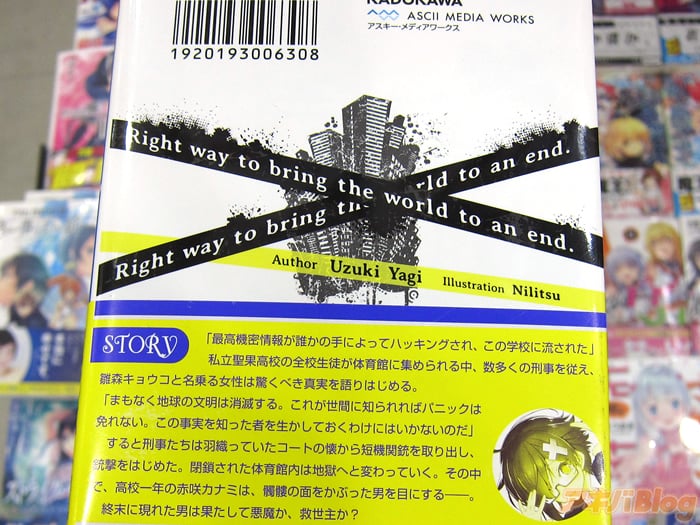 KADOKAWA
ASCII MEDIA WORKS
アスキー・メディアワークス
1920193006308
Right way to bring the world to an end.
Right way to bring the world to an end.
Author Uzuki Yagi Illustration Nilitsu
STORY
「最高機密情報が誰かの手によってハッキングされ、この学校に流された」
私立聖果高校の全校生徒が体育館に集められる中、数多くの刑事を従え、
雛森キョウコと名乗る女性は驚くべき真実を語りはじめる。
「まもなく地球の文明は消滅する。これが世間に知られればパニックは
免れない。この事実を知った者を生かしておくわけにはいかないのだ」
すると刑事たちは羽織っていたコートの懐から短機関銃を取り出し、
銃撃をはじめた。閉鎖された体育館内は地獄へと変わっていく。その中
で、高校一年の赤咲カナミは、髑髏の面をかぶった男を目にする――。
終末に現れた男は果たして悪魔か、救世主か？
アキバBlog